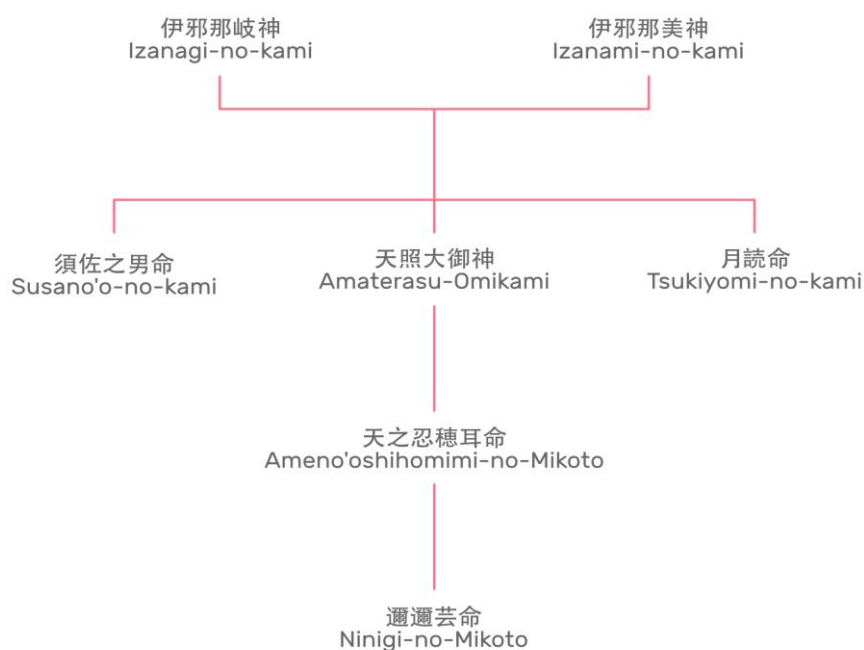 伊邪那岐神
Izanagi-no-kami
伊邪那美神
Izanami-no-kami
須佐之男命
Susano'o-no-kami
天照大御神
Amaterasu-Omikami
月読命
Tsukiyomi-no-kami
天之忍穂耳命
Ameno'oshihomimi-no-Mikoto
邇邇芸命
Ninigi-no-Mikoto